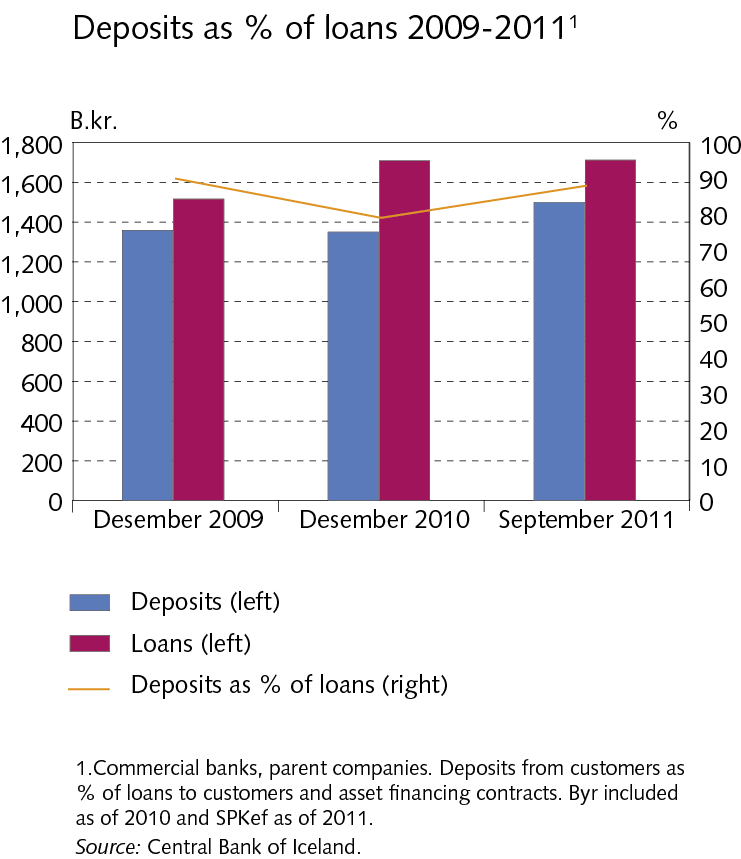 Deposits as % of loans 2009-2011¹
B.kr.
%
1,800
1,600
1,400
1,200
1,000
800
600
400
200
0
100
90
80
70
60
50
40
30
20
10
0
Desember 2009
Desember 2010
September 2011
Deposits (left)
Loans (left)
Deposits as % of loans (right)
1.Commercial banks, parent companies. Deposits from customers as
% of loans to customers and asset financing contracts. Byr included
as of 2010 and SPKef as of 2011.
Source: Central Bank of Iceland.